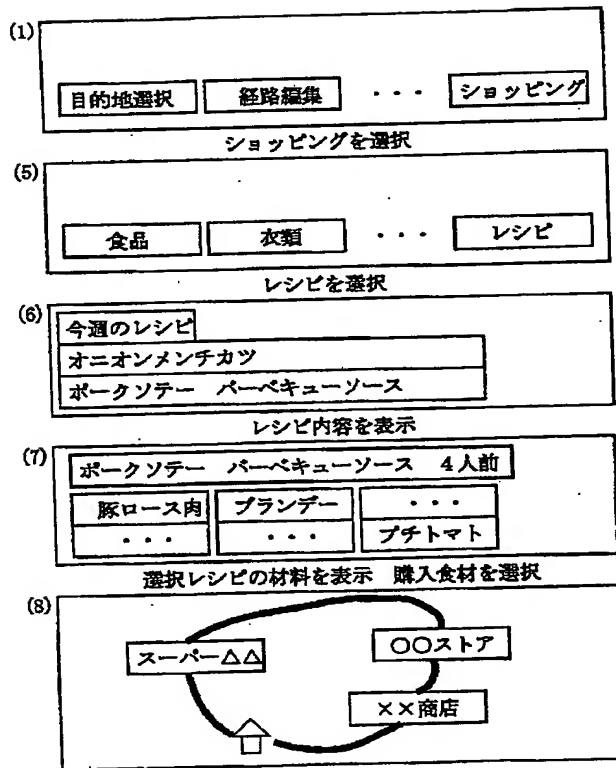 (1)
目的地選択 経路編集 ・・・ ショッピング
ショッピングを選択
(5)
食品 衣類 ・・・ レシピ
レシピを選択
(6)
今週のレシピ
オニオンメンチカツ
ポークソテー バーベキューソース
レシピ内容を表示
(7)
ポークソテー バーベキューソース 4人前
豚ロース肉 ブランデー ・・・
・・・ ・・・ プチトマト
選択レシピの材料を表示 購入食材を選択
(8)
スーパー△△ ○○ストア
××商店